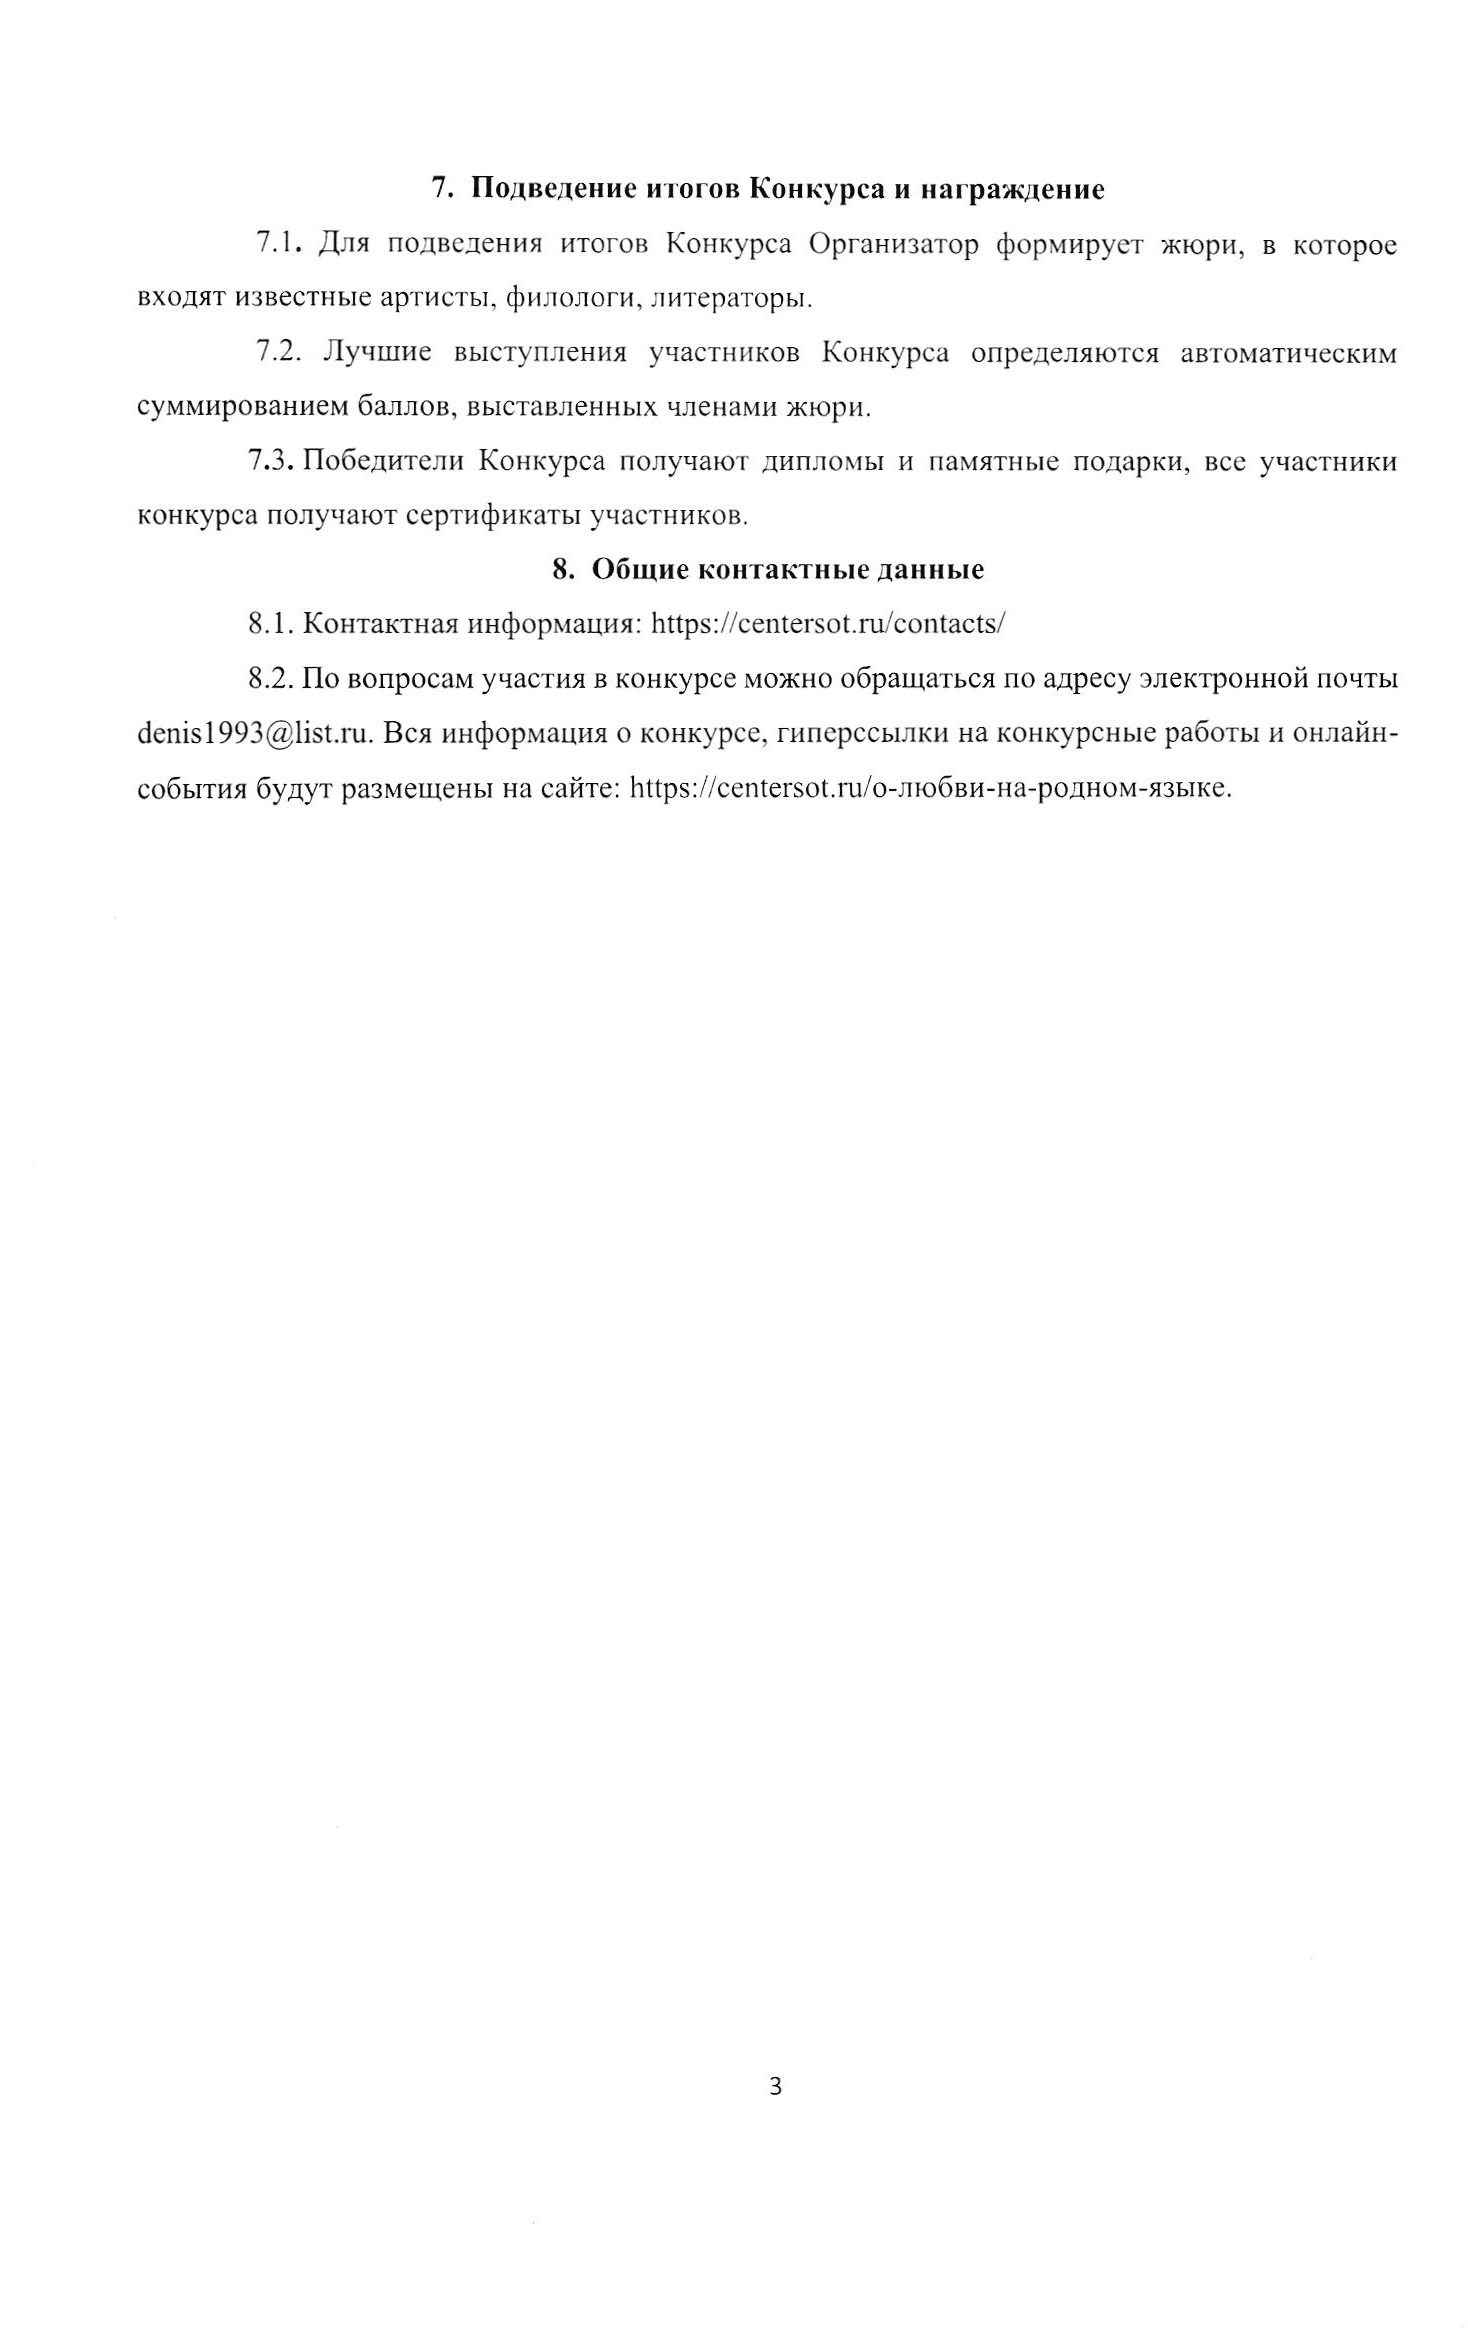 7. Подведение итогов Конкурса и награждение
7.1. Для подведения итогов Конкурса Организатор формирует жюри, в которое
входят известные артисты, филологи, литераторы.
7.2. Лучшие выступления участников Конкурса определяются автоматическим
суммированием баллов, выставленных членами жюри.
7.3. Победители Конкурса получают дипломы и памятные подарки, все участники
конкурса получают сертификаты участников.
8. Общие контактные данные
8.1. Контактная информация: https://centersot.ru/contacts/
8.2. По вопросам участия в конкурсе можно обращаться по адресу электронной почты
denis1993@list.ru. Вся информация о конкурсе, гиперссылки на конкурсные работы и онлайн-
события будут размещены на сайте: https://centersot.ru/о-любви-на-родном-языке.
3